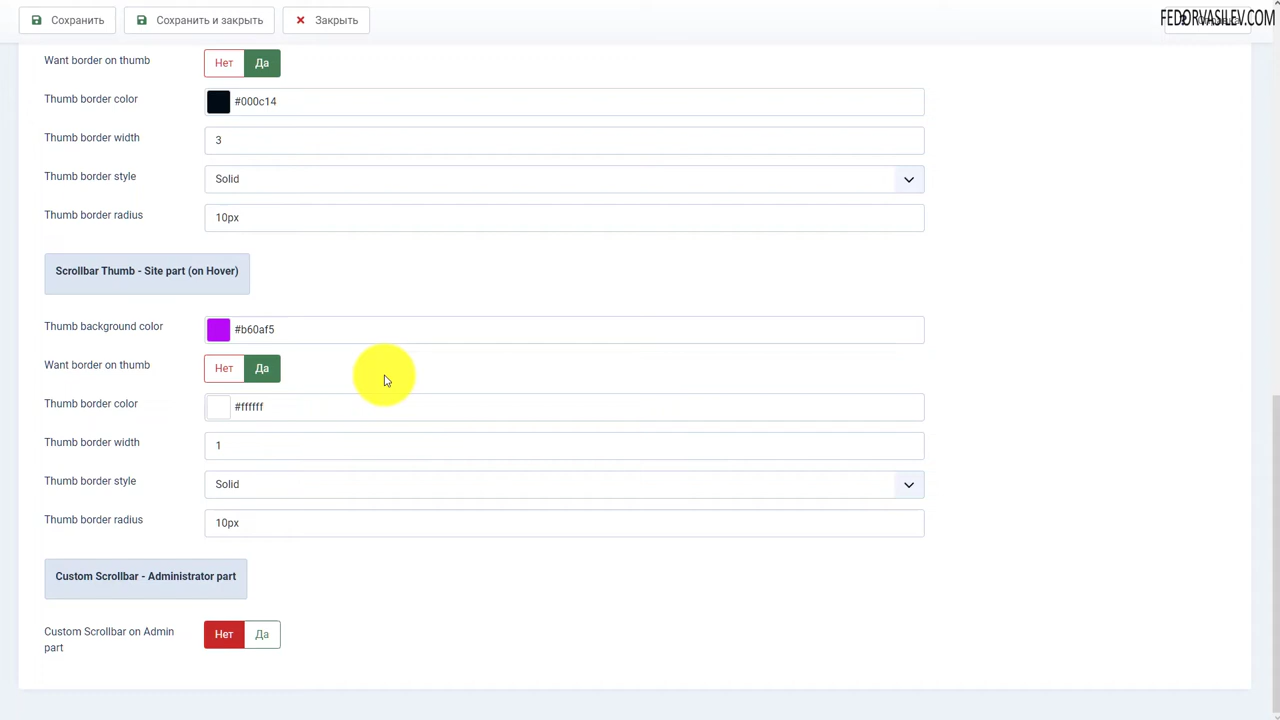 Сохранить
Сохранить и закрыть
Закрыть
FEDORVASILEV.COM
Want border on thumb
Нет
Да
Thumb border color
#000c14
Thumb border width
3
Thumb border style
Solid
Thumb border radius
10px
Scrollbar Thumb - Site part (on Hover)
Thumb background color
#b60af5
Want border on thumb
Нет
Да
Thumb border color
#ffffff
Thumb border width
1
Thumb border style
Solid
Thumb border radius
10px
Custom Scrollbar - Administrator part
Custom Scrollbar on Admin
part
Нет
Да